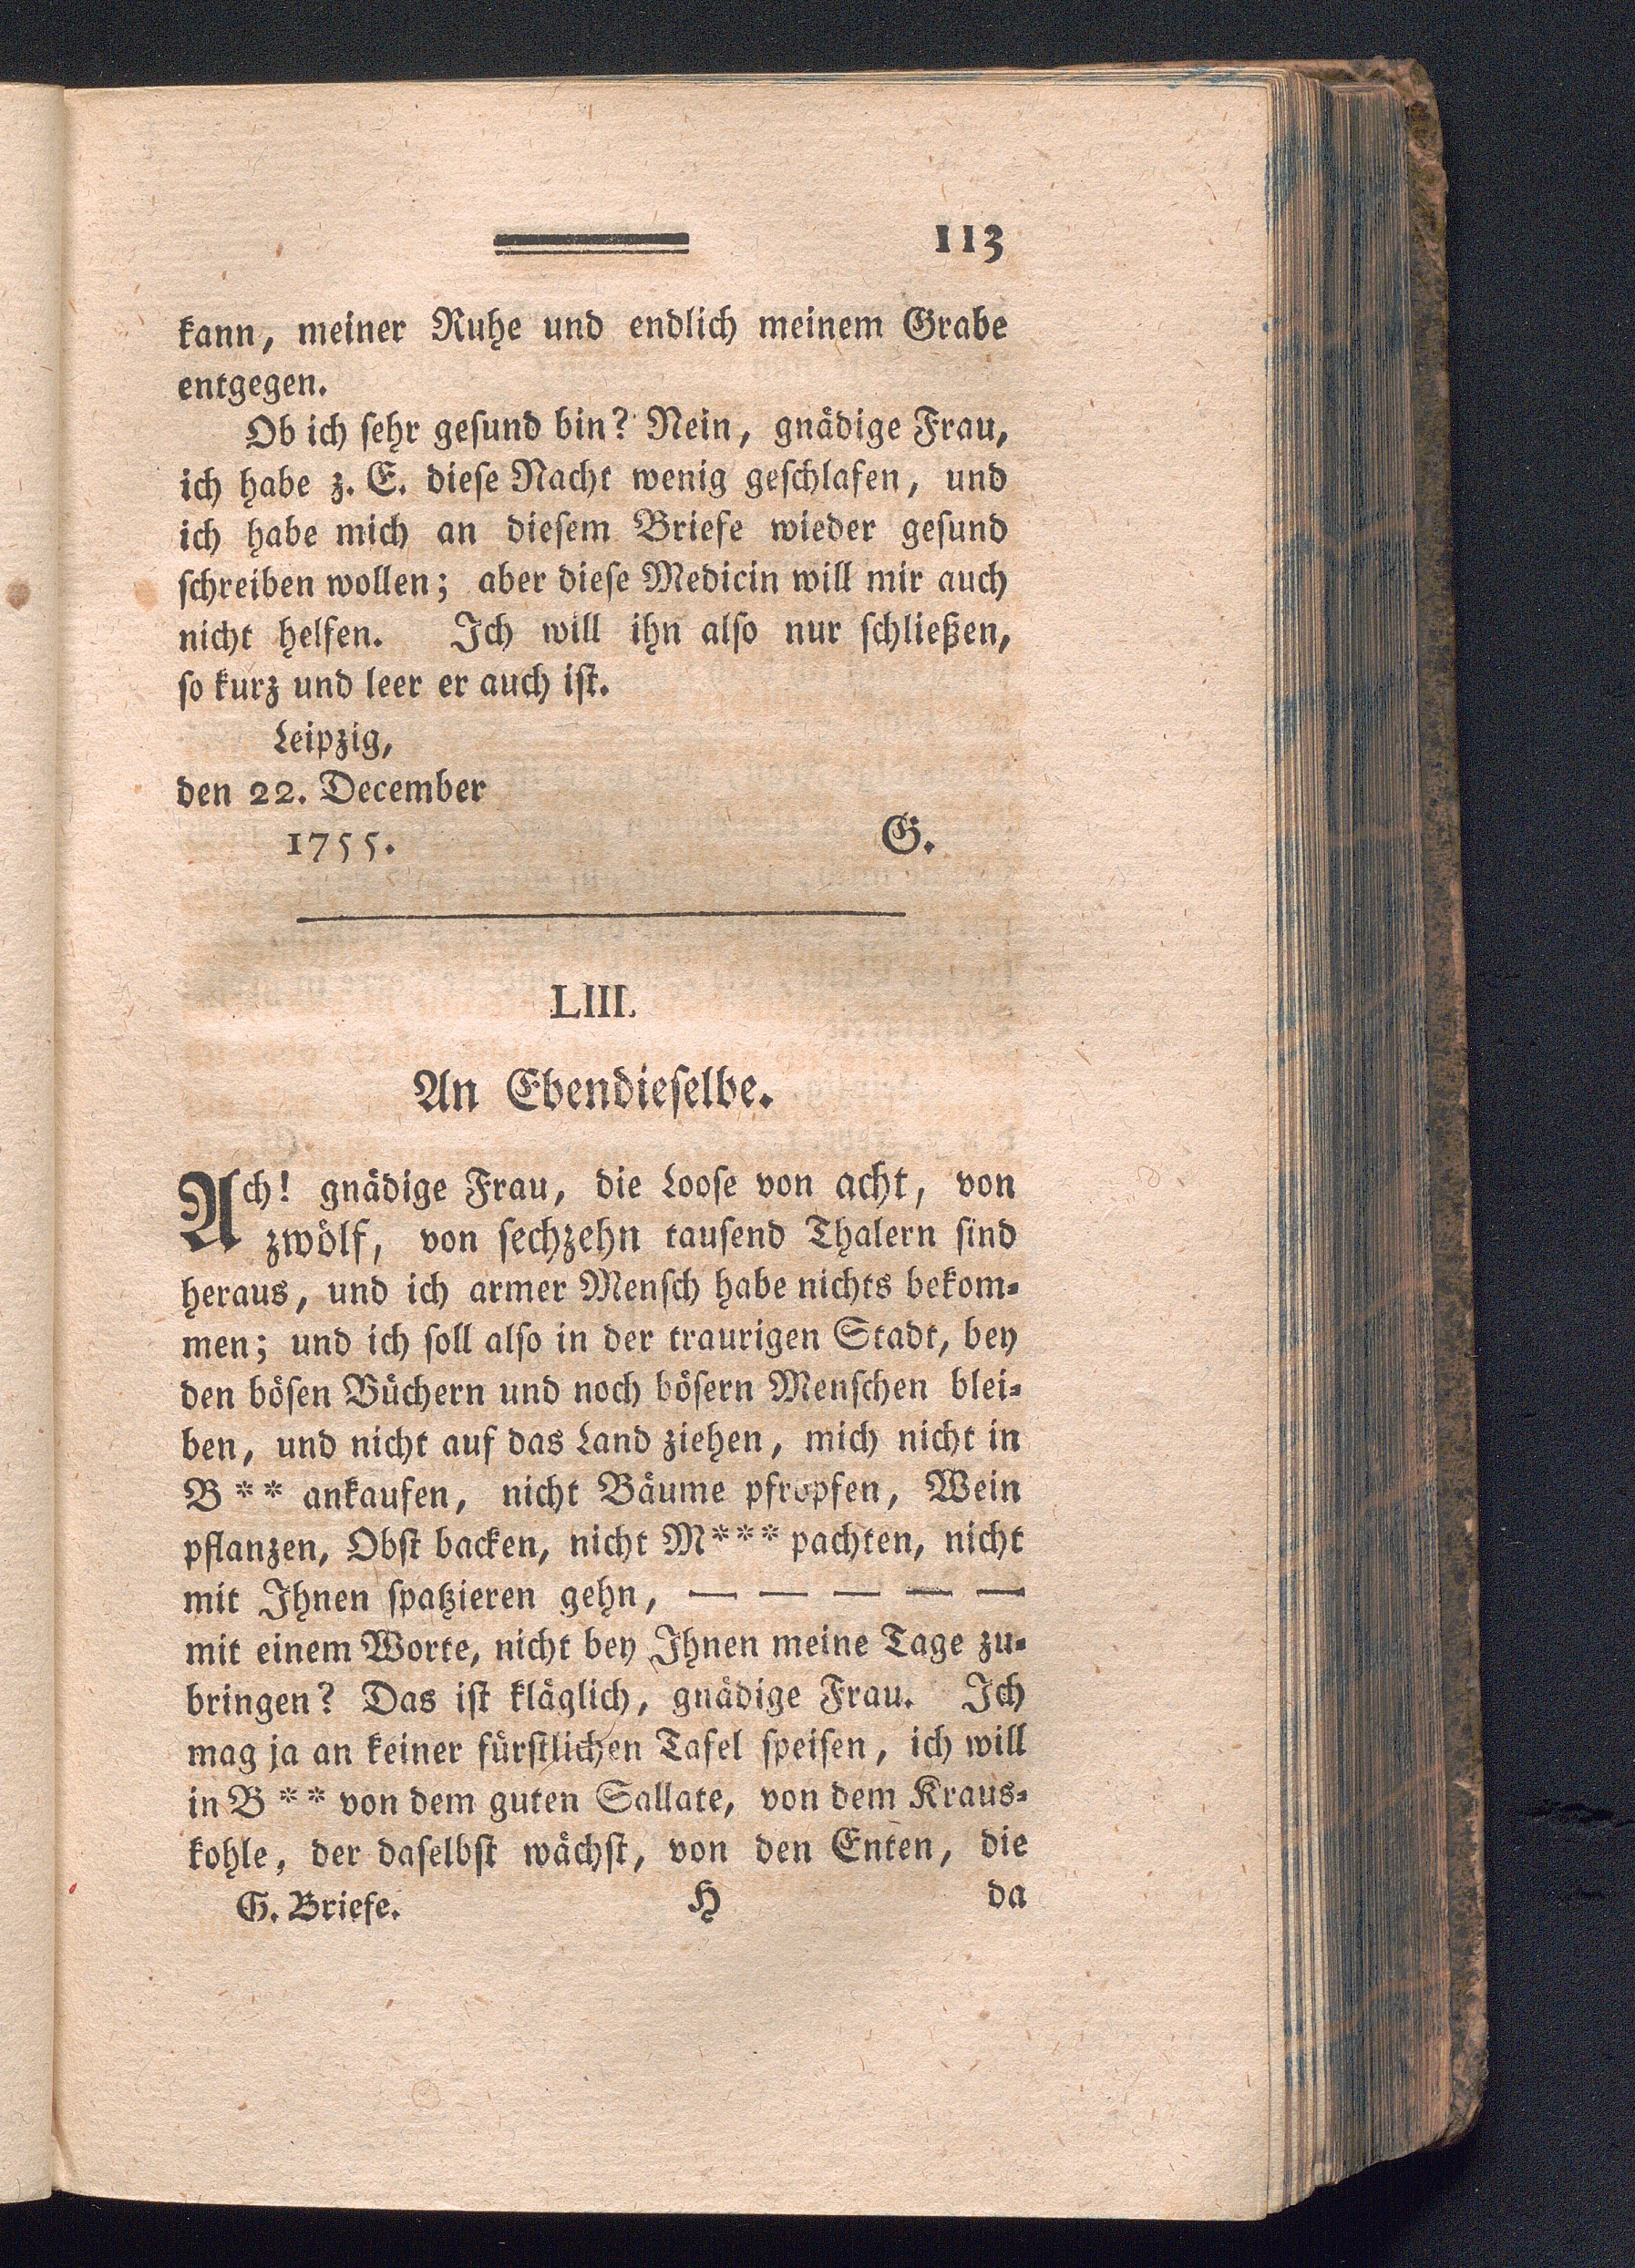 113
kann, meiner Ruhe und endlich meinem Grabe
entgegen.
Ob ich ſehr geſund bin? Nein, gnädige Frau,
ich habe z. E. dieſe Nacht wenig geſchlafen, und
ich habe mich an dieſem Briefe wieder geſund
ſchreiben wollen; aber dieſe Medicin will mir auch
nicht helfen. Ich will ihn alſo nur ſchließen,
ſo kurz und leer er auch iſt.
Leipzig,
den 22. December
1755. G.
LIII.
An Ebendieſelbe.
Ach! gnädige Frau, die Looſe von acht, von
zwölf, von ſechzehn tauſend Thalern ſind
heraus, und ich armer Menſch habe nichts bekom-
men; und ich ſoll alſo in der traurigen Stadt, bey
den böſen Büchern und noch böſern Menſchen blei-
ben, und nicht auf das Land ziehen, mich nicht in
B ** ankaufen, nicht Bäume pfropfen, Wein
pflanzen, Obſt backen, nicht M*** pachten, nicht
mit Ihnen ſpatzieren gehn, — — — — —
mit einem Worte, nicht bey Ihnen meine Tage zu-
bringen? Das iſt kläglich, gnädige Frau. Ich
mag ja an keiner fürſtlichen Tafel ſpeiſen, ich will
in B ** von dem guten Sallate, von dem Kraus-
kohle, der daſelbſt wächſt, von den Enten, die
G. Briefe. H da